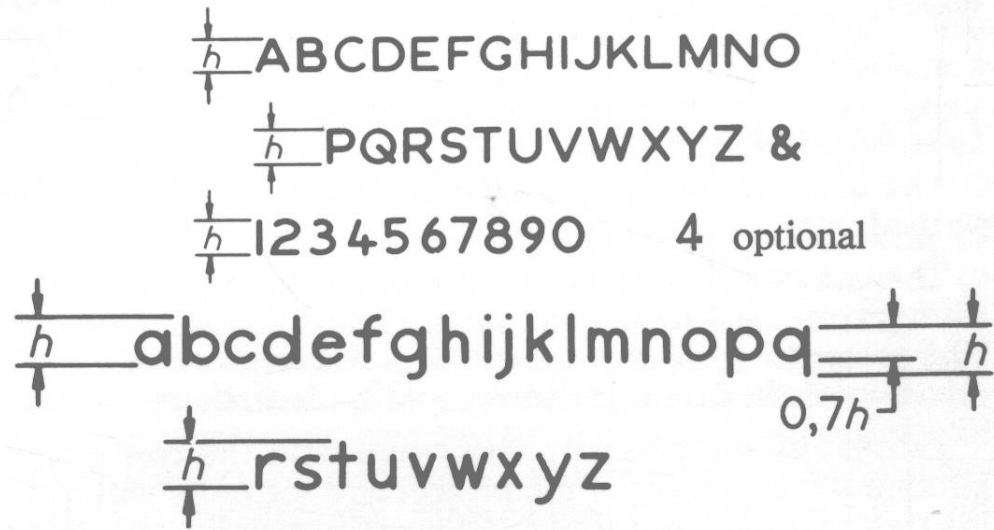 h ABCDEFGHIJKLMNO
h PQRSTUVWXYZ &
h 1234567890 4 optional
h abcdefghijklmnopq h
0,7h
h rstuvwxyz